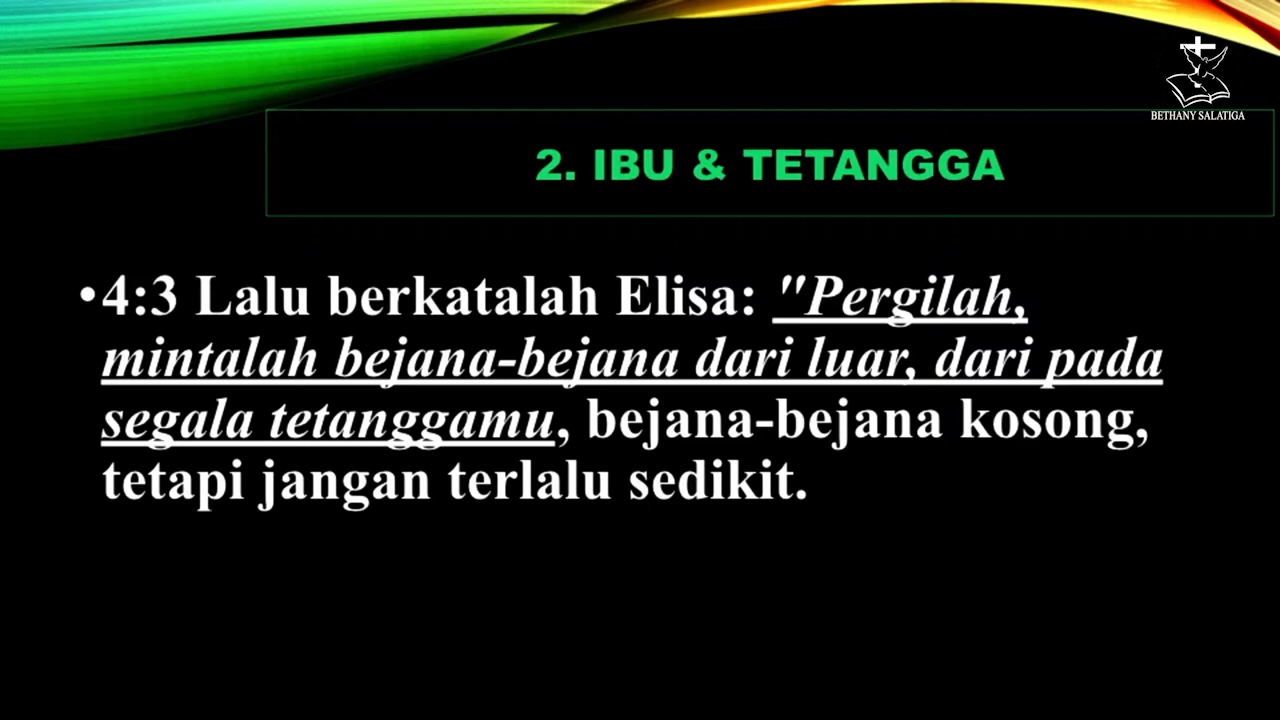 BETHANY SALATIGA
2. IBU & TETANGGA
•4:3 Lalu berkatalah Elisa: "Pergilah,
mintalah bejana-bejana dari luar, dari pada
segala tetanggamu, bejana-bejana kosong,
tetapi jangan terlalu sedikit.